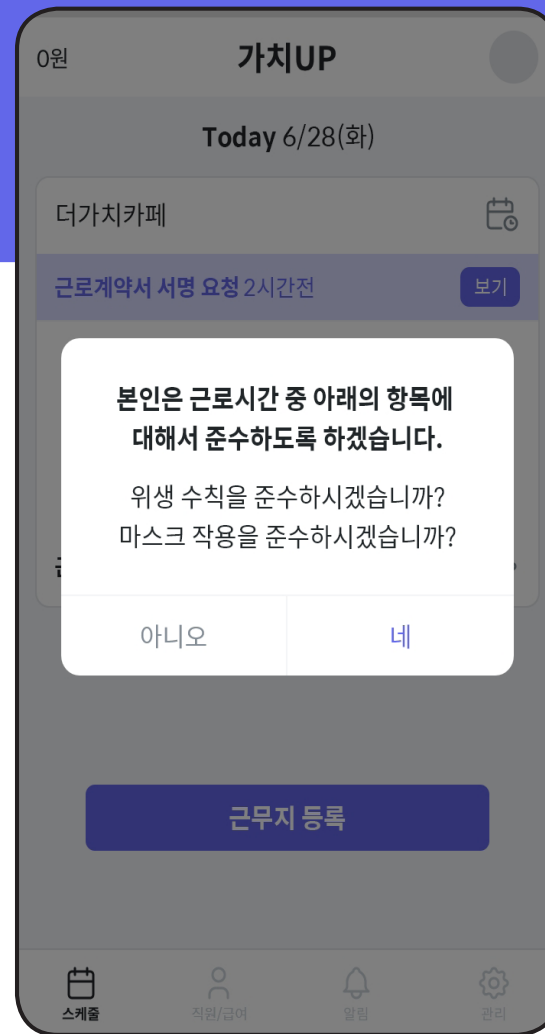 0원
가치UP
Today 6/28(화)
더가치카페
근로계약서 서명 요청 2시간전
보기
본인은 근로시간 중 아래의 항목에
대해서 준수하도록 하겠습니다.
위생 수칙을 준수하시겠습니까?
마스크 작용을 준수하시겠습니까?
아니오
네
근무지 등록
스케줄
직원/급여
알림
관리